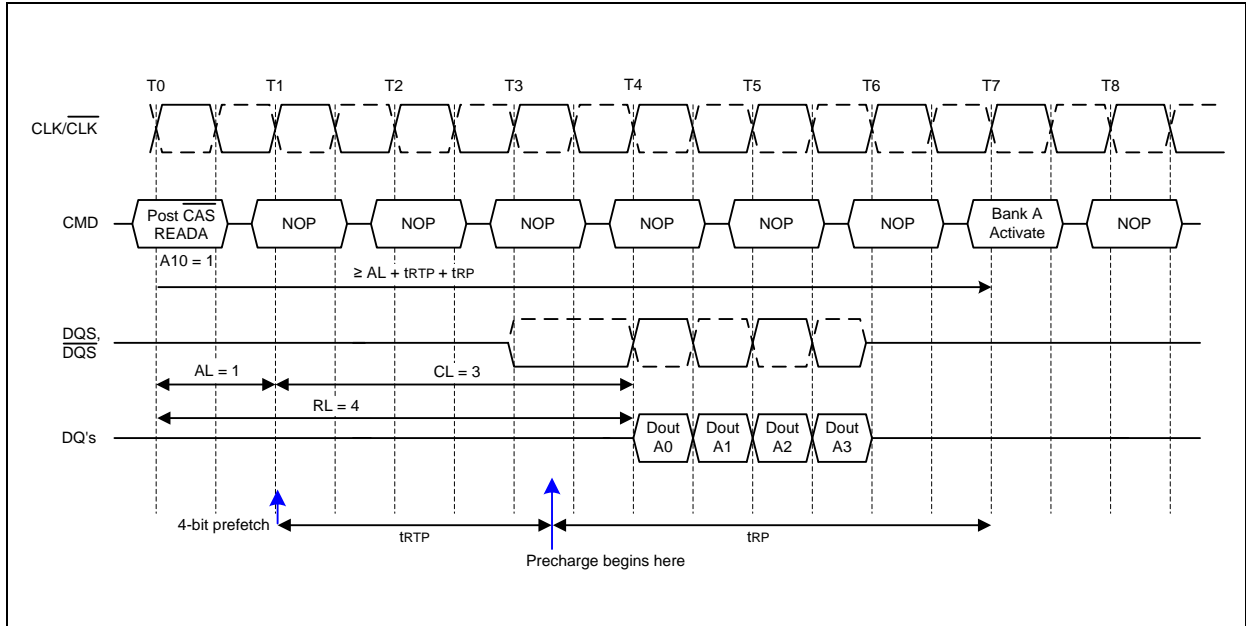 T0 T1 T2 T3 T4 T5 T6 T7 T8
CLK/CLK
CMD
Post CAS
READA
NOP NOP NOP NOP NOP NOP
Bank A
Activate
NOP
A10 = 1
≥ AL + tRTP + tRP
DQS,
DQS
AL = 1
CL = 3
RL = 4
DQ's
Dout
A0
Dout
A1
Dout
A2
Dout
A3
4-bit prefetch
tRTP
tRP
Precharge begins here